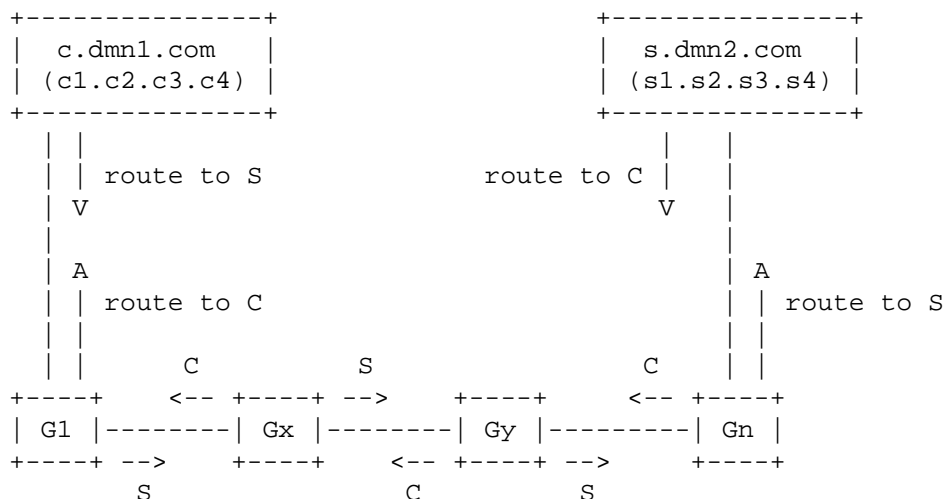 c.dmn1.com s.dmn2.com
(c1.c2.c3.c4) (s1.s2.s3.s4)
route to S route to C
V V
A A
route to C route to S
C S C
<-- --> <--
G1 Gx Gy Gn
--> <-- -->
S C S